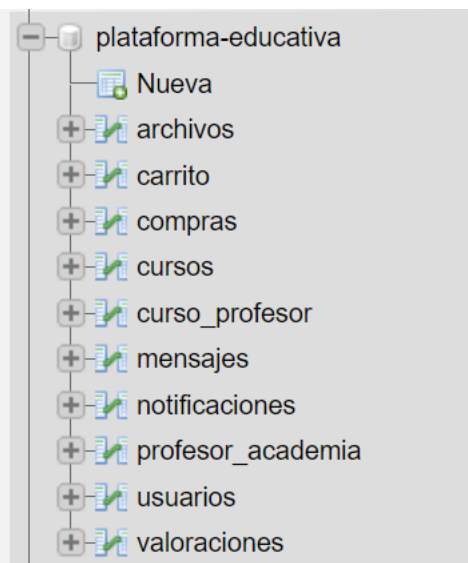 plataforma-educativa
Nueva
archivos
carrito
compras
cursos
curso_profesor
mensajes
notificaciones
profesor_academia
usuarios
valoraciones